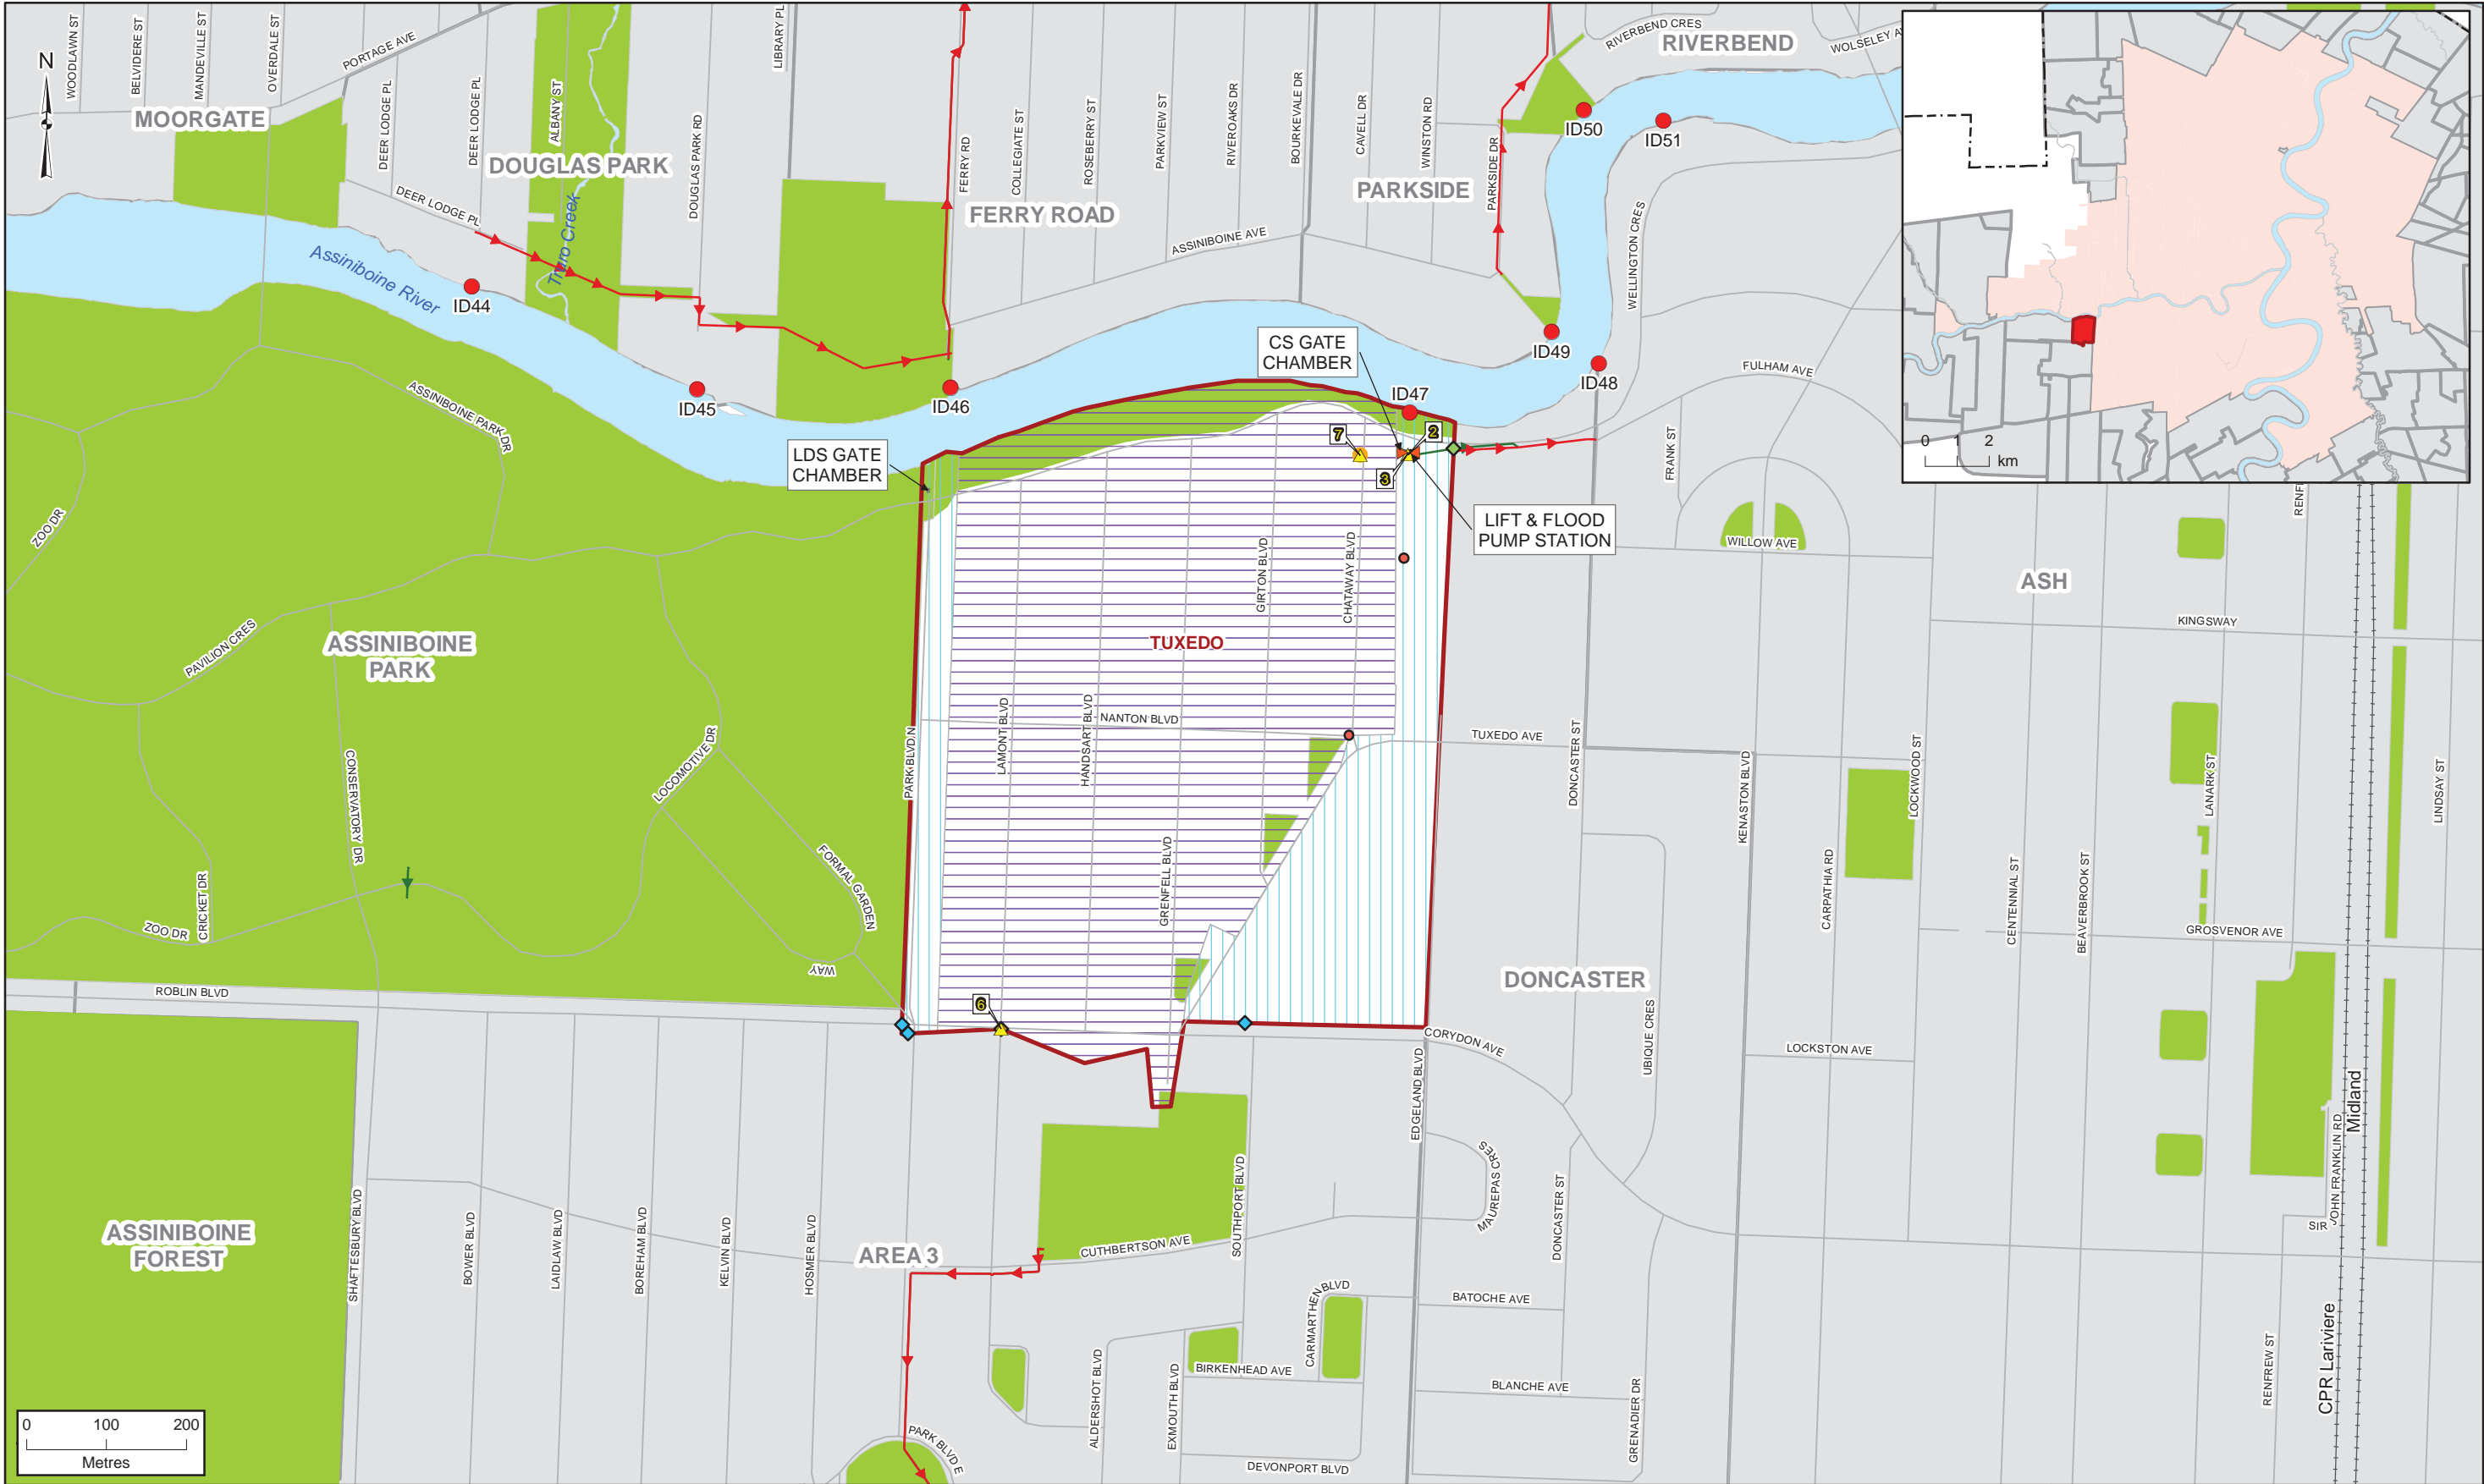 WOODLAWN ST
BELVIDERE ST
MANDEVILLE ST
OVERDALE ST
PORTAGE AVE
LIBRARY PL
RIVERBEND CRES
RIVERBEND
N
MOORGATE
DEER LODGE PL
DEER LODGE PL
ALBANY ST
DOUGLAS PARK
DOUGLAS PARK RD
DEER LODGE PL
Truro Creek
Assiniboine River
FERRY RD
COLLEGIATE ST
ROSEBERRY ST
PARKVIEW ST
RIVEROAKS DR
BOURKEVALE DR
CAVELL DR
WINSTON RD
PARKSIDE DR
FERRY ROAD
PARKSIDE
ASSINIBOINE AVE
WELLINGTON CRES
ID50
ID51
ID44
ID45
ID46
ID47
ID49
ID48
CS GATE
CHAMBER
LDS GATE
CHAMBER
LIFT & FLOOD
PUMP STATION
7
2
3
6
0 1 2
km
FULHAM AVE
FRANK ST
WILLOW AVE
ASH
KINGSWAY
ASSINIBOINE PARK DR
ZOO DR
PAVILION CRES
ASSINIBOINE
PARK
CONSERVATORY DR
LOCOMOTIVE DR
FORMAL GARDEN
WAY
CRICKET DR
ZOO DR
ROBLIN BLVD
TUXEDO
GIRTON BLVD
CHATAWAY BLVD
LAMONT BLVD
HANDSART BLVD
NANTON BLVD
PARK BLVD N
GRENFELL BLVD
TUXEDO AVE
DONCASTER ST
KENASTON BLVD
LOCKWOOD ST
LANARK ST
LINDSAY ST
CARPATHIA RD
CENTENNIAL ST
BEAVERBROOK ST
GROSVENOR AVE
DONCASTER
CORYDON AVE
UBIQUE CRES
LOCKSTON AVE
EDGELAND BLVD
MAUREPAS CRES
DONCASTER ST
Midland
SIR JOHN FRANKLIN RD
ASSINIBOINE
FOREST
SHAFTESBURY BLVD
BOWER BLVD
LAIDLAW BLVD
BOREHAM BLVD
KELVIN BLVD
HOSMER BLVD
AREA 3
CUTHBERTSON AVE
SOUTHPORT BLVD
CARMARTHEN BLVD
BATOCHE AVE
BIRKENHEAD AVE
BLANCHE AVE
ALDERSHOT BLVD
EXMOUTH BLVD
DEVONPORT BLVD
GRENADIER DR
RENFREW ST
CPR Lariviere
PARK BLVD E
0 100 200
Metres